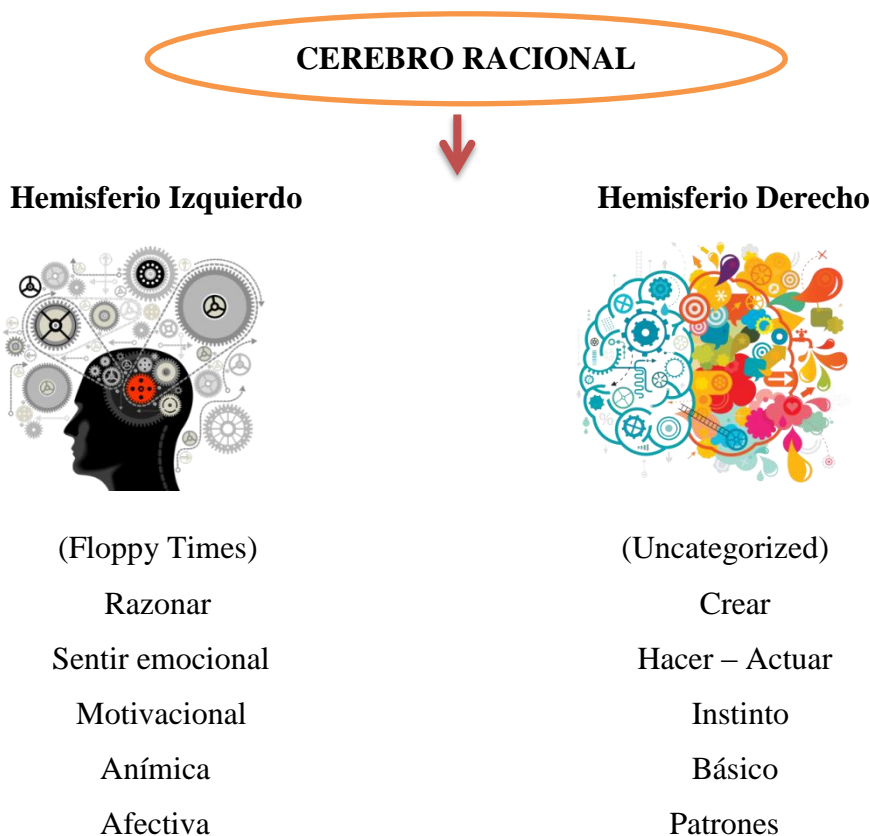 CEREBRO RACIONAL
Hemisferio Izquierdo
Hemisferio Derecho
(Floppy Times)
(Uncategorized)
Razonar
Crear
Sentir emocional
Hacer – Actuar
Motivacional
Instinto
Anímica
Básico
Afectiva
Patrones